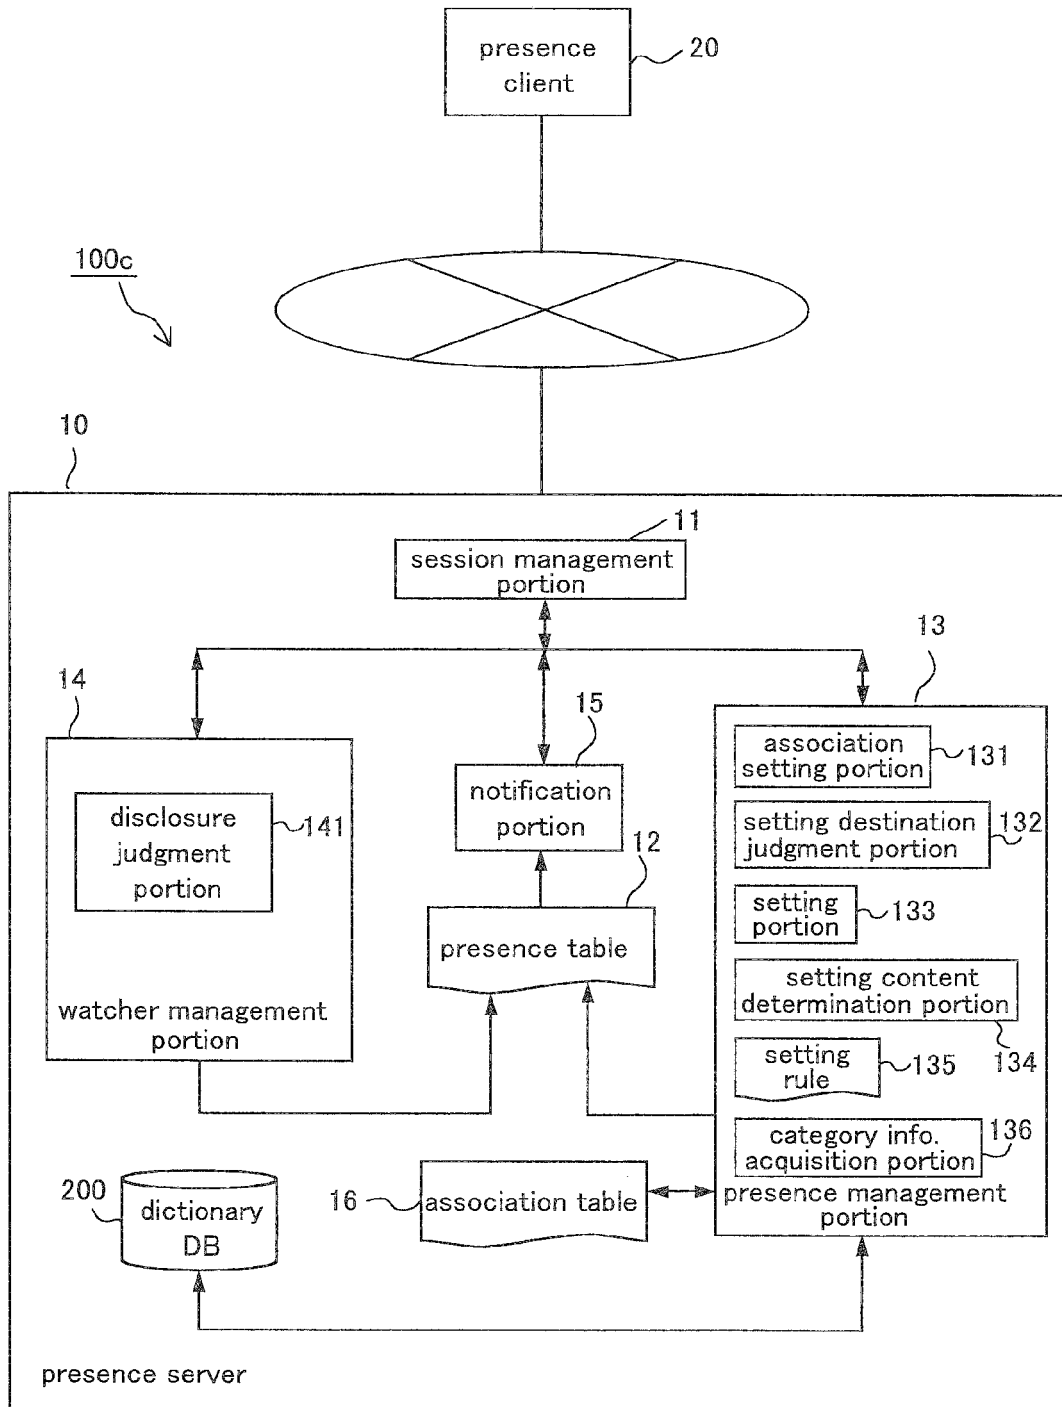 presence
client
20
100c
10
11
session management
portion
13
14
15
association
setting portion
131
notification
portion
disclosure
judgment
portion
141
setting destination
judgment portion
132
12
setting
portion
133
presence table
setting content
determination portion
134
watcher management
portion
setting
rule
135
category info.
acquisition portion
136
presence management
portion
200
dictionary
DB
16
association table
presence server